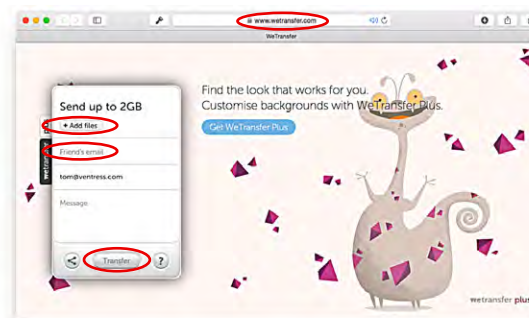 www.wetransfer.com
WeTransfer
Find the look that works for you.
Customise backgrounds with WeTransfer Plus.
Get WeTransfer Plus
Send up to 2GB
+ Add files
Friend's email
tom@ventress.com
Message
Transfer
?
wetransfer
wetransfer plus